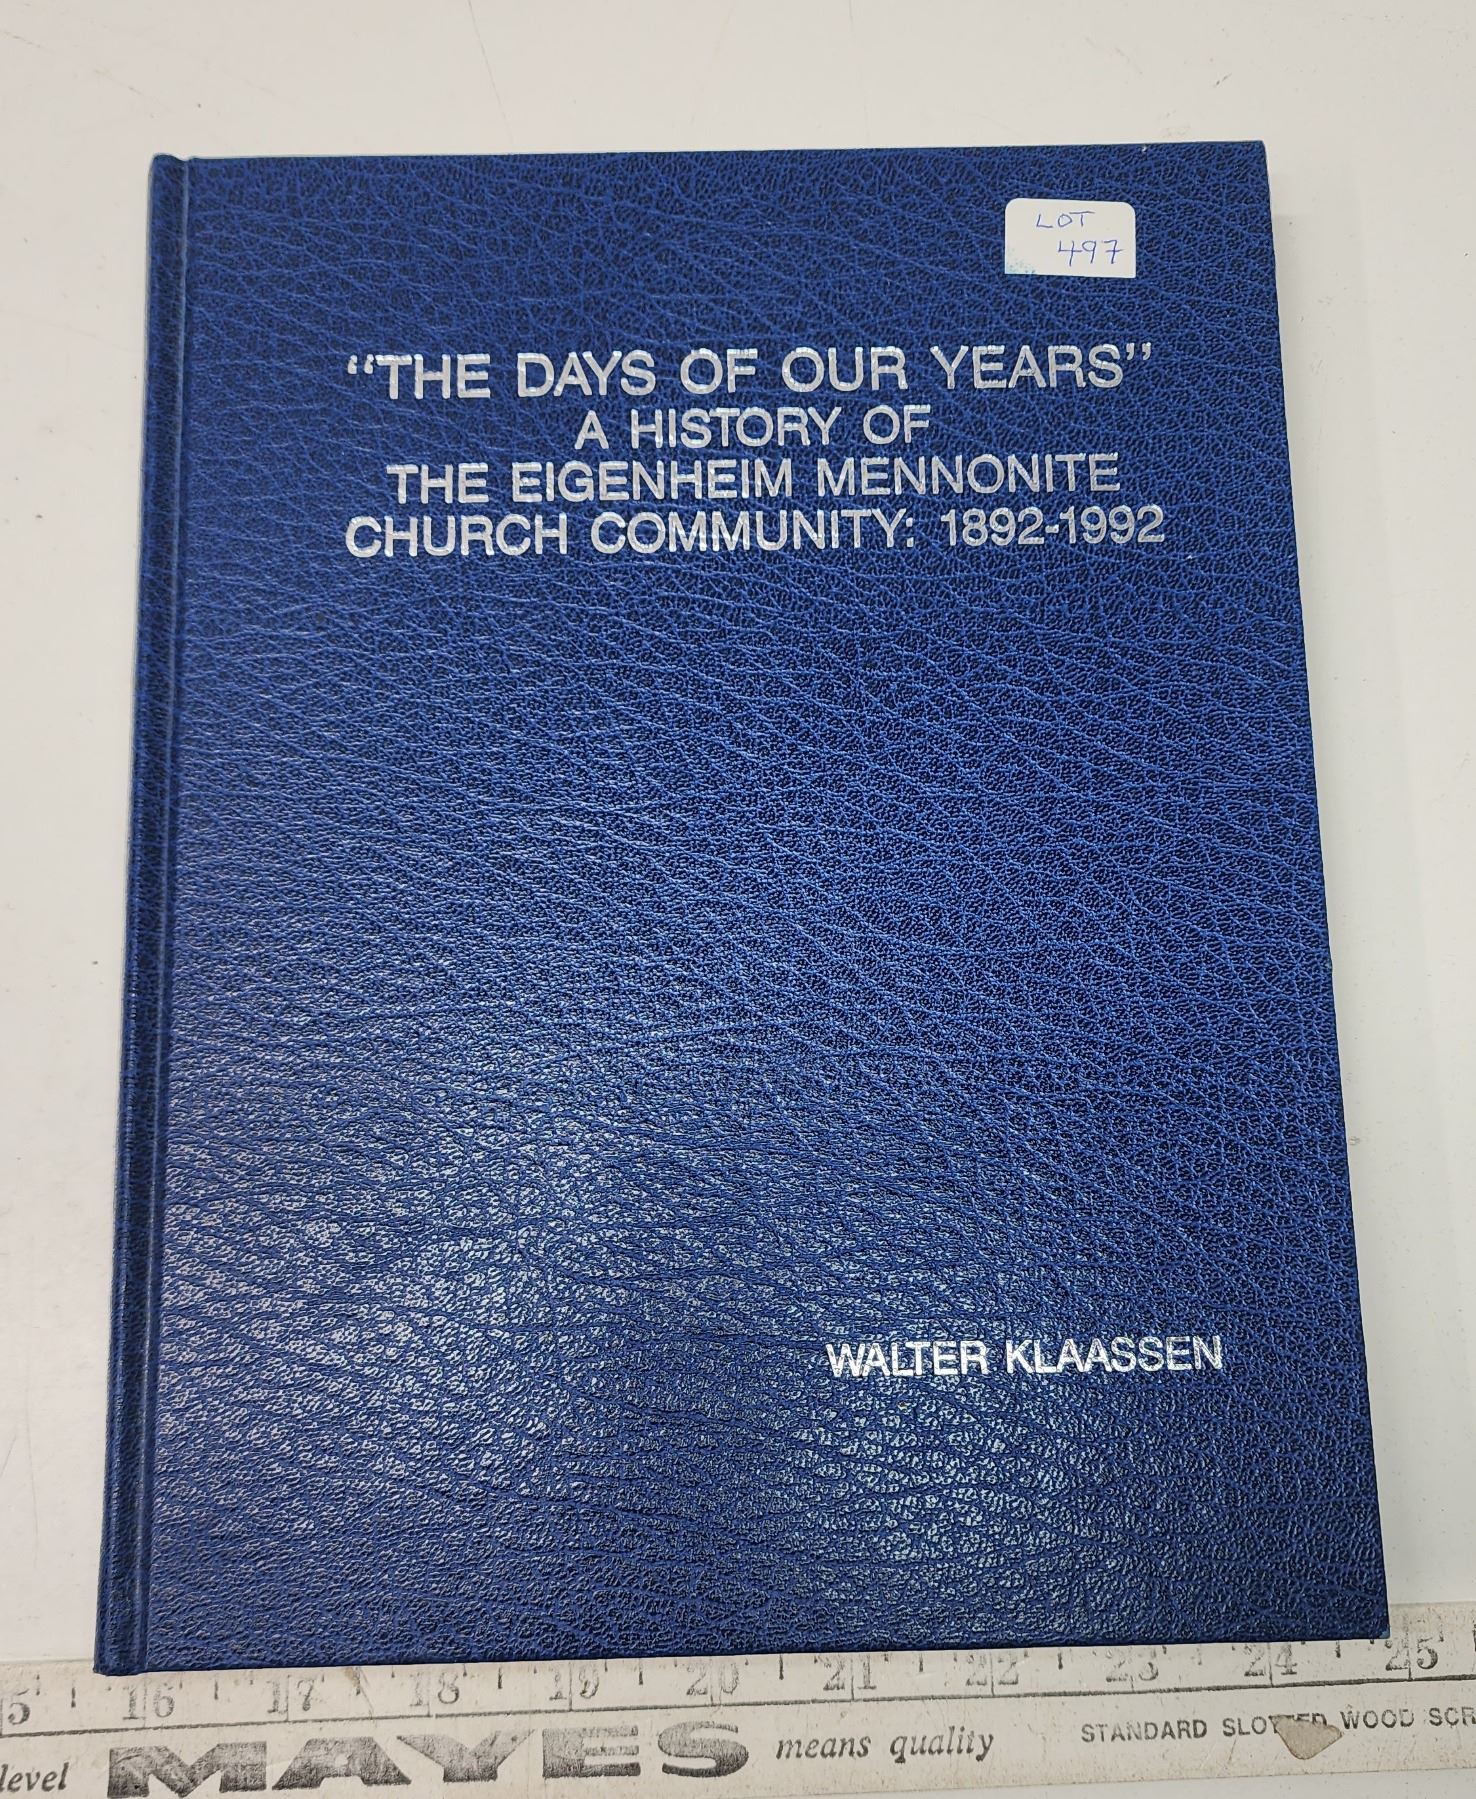 LOT
497
“THE DAYS OF OUR YEARS”
A HISTORY OF
THE EIGENHEIM MENNONITE
CHURCH COMMUNITY: 1892-1992
WALTER KLAASSEN
5 16 17 18 19 20 21 22 23 24 25
level MAYES means quality STANDARD WOOD SCR